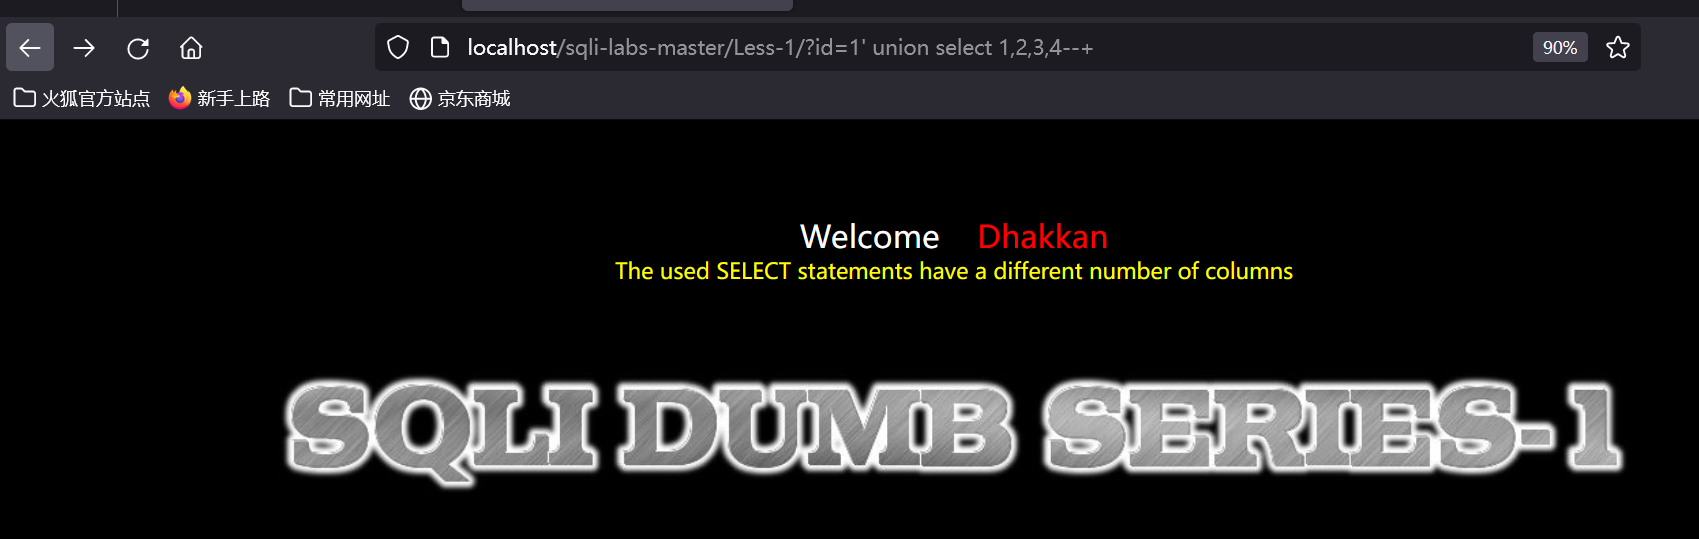 localhost/sqli-labs-master/Less-1/?id=1' union select 1,2,3,4--+ 90%
火狐官方站点 新手上路 常用网址 京东商城
Welcome Dhakkan
The used SELECT statements have a different number of columns
SQLI DUMB SERIES-1